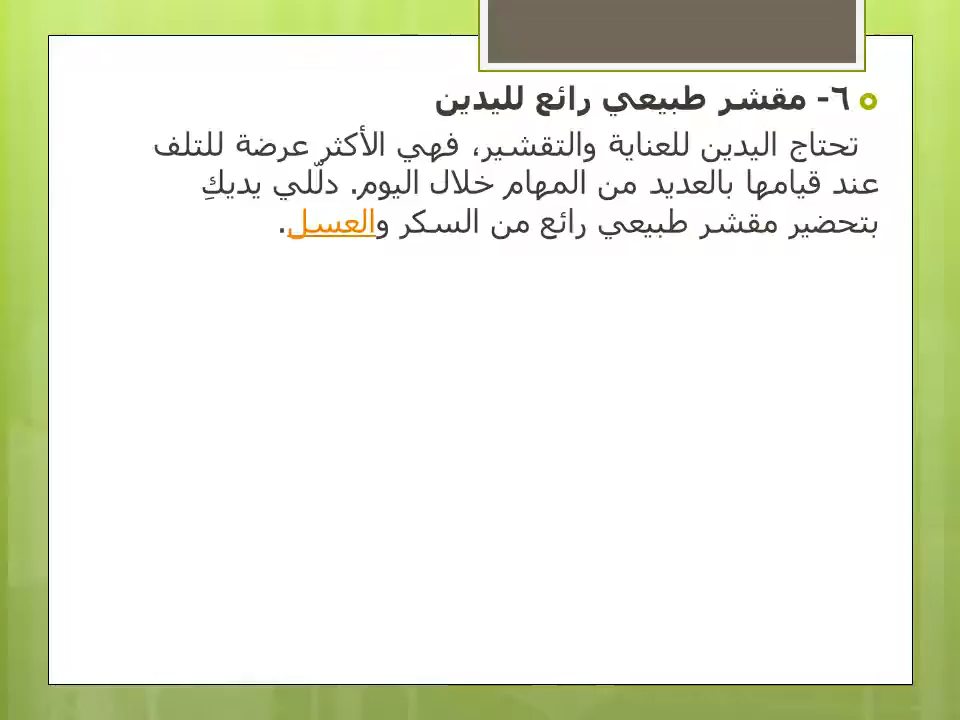 ٦- مقشر طبيعي رائع لليدين
تحتاج اليدين للعناية والتقشير، فهي الأكثر عرضة للتلف
عند قيامها بالعديد من المهام خلال اليوم. دلّلي يديكِ
بتحضير مقشر طبيعي رائع من السكر والعسل.